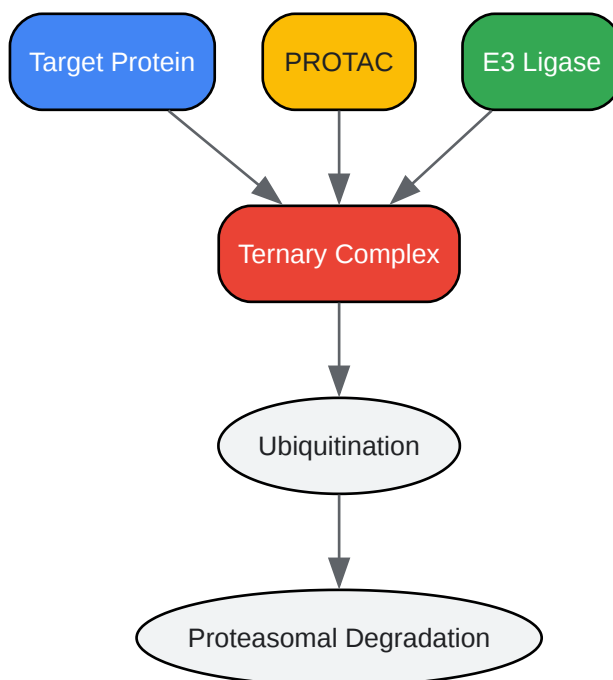 Target Protein
PROTAC
E3 Ligase
Ternary Complex
Ubiquitination
Proteasomal Degradation